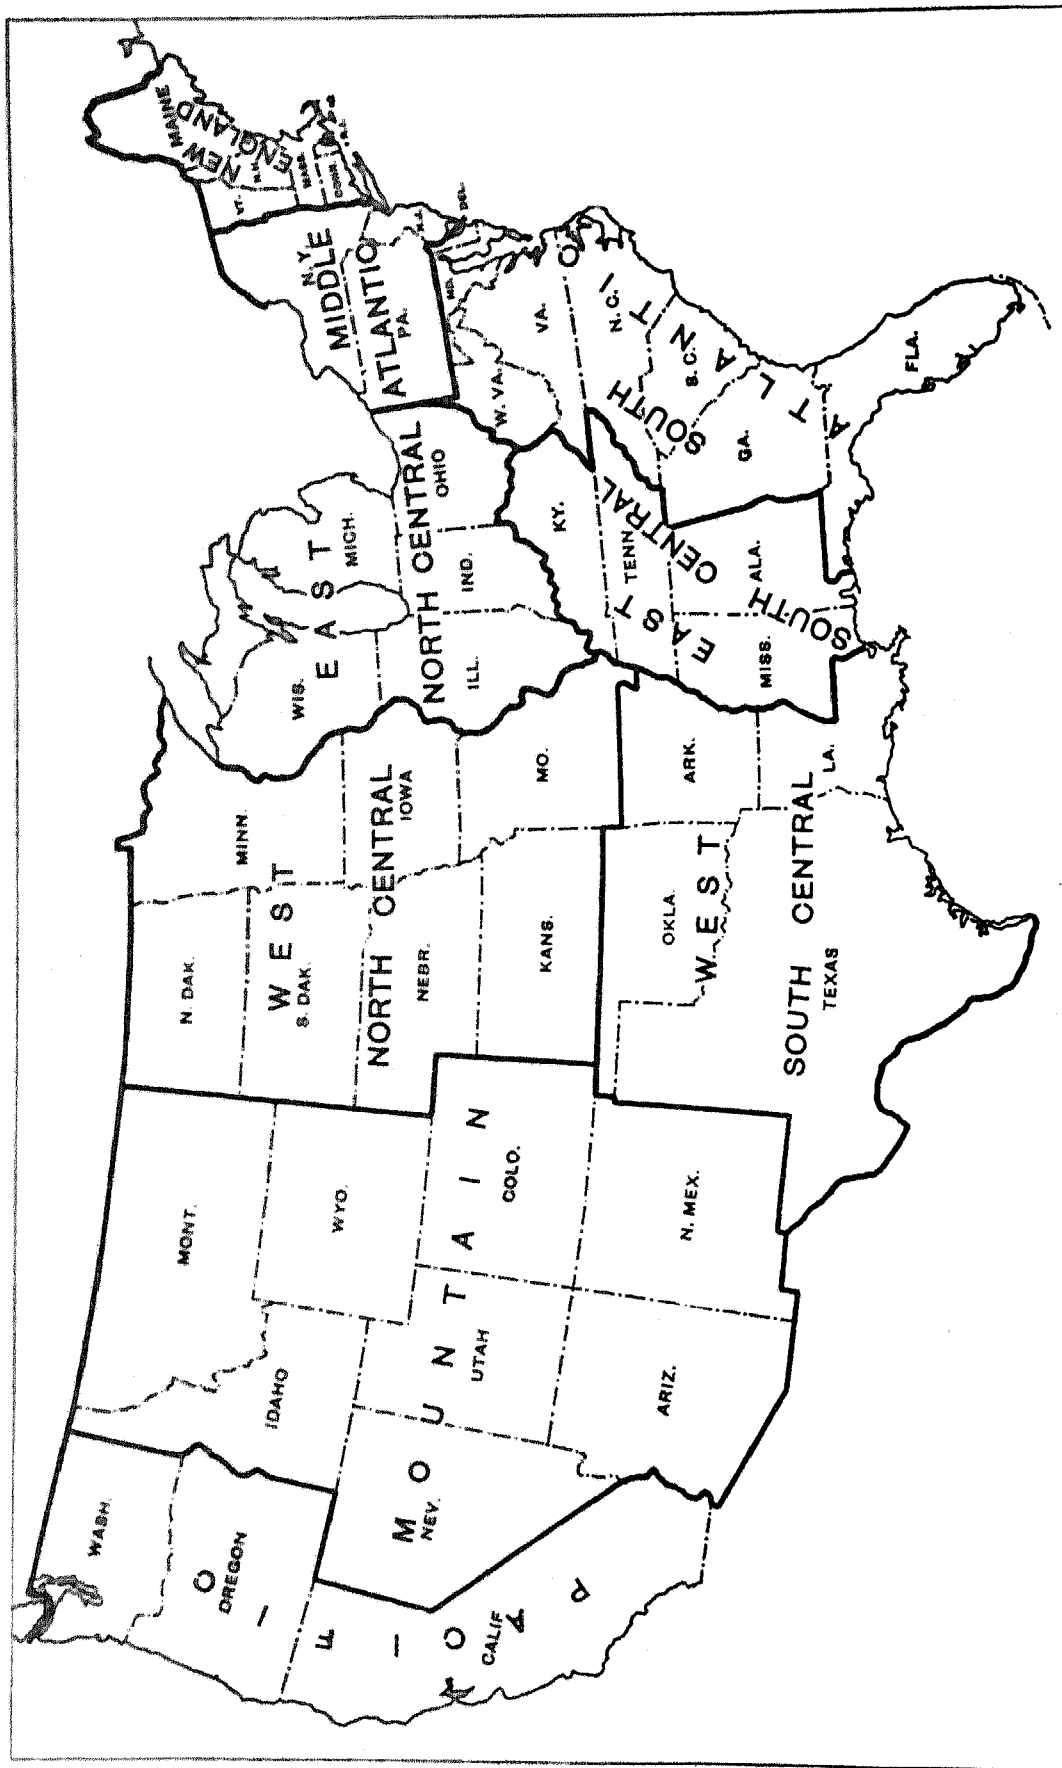 PACIFIC
WASH.
OREGON
CALIF
MOUNTAIN
MONT.
IDAHO
WYO.
NEV.
UTAH
COLO.
ARIZ.
N. MEX.
WEST
NORTH CENTRAL
N. DAK.
S. DAK.
MINN.
NEBR.
IOWA
KANS.
MO.
WEST
SOUTH CENTRAL
OKLA.
ARK.
TEXAS
LA.
EAST
NORTH CENTRAL
WIS.
MICH.
ILL.
IND.
OHIO
EAST
SOUTH CENTRAL
KY.
TENN
MISS.
ALA.
SOUTH
ATLANTIC
W. VA.
MD.
VA.
N.C.
S.C.
GA.
FLA.
MIDDLE
ATLANTIC
N.Y.
PA.
N.J.
NEW
ENGLAND
MAINE
VT.
N.H.
MASS.
CONN.
R.I.